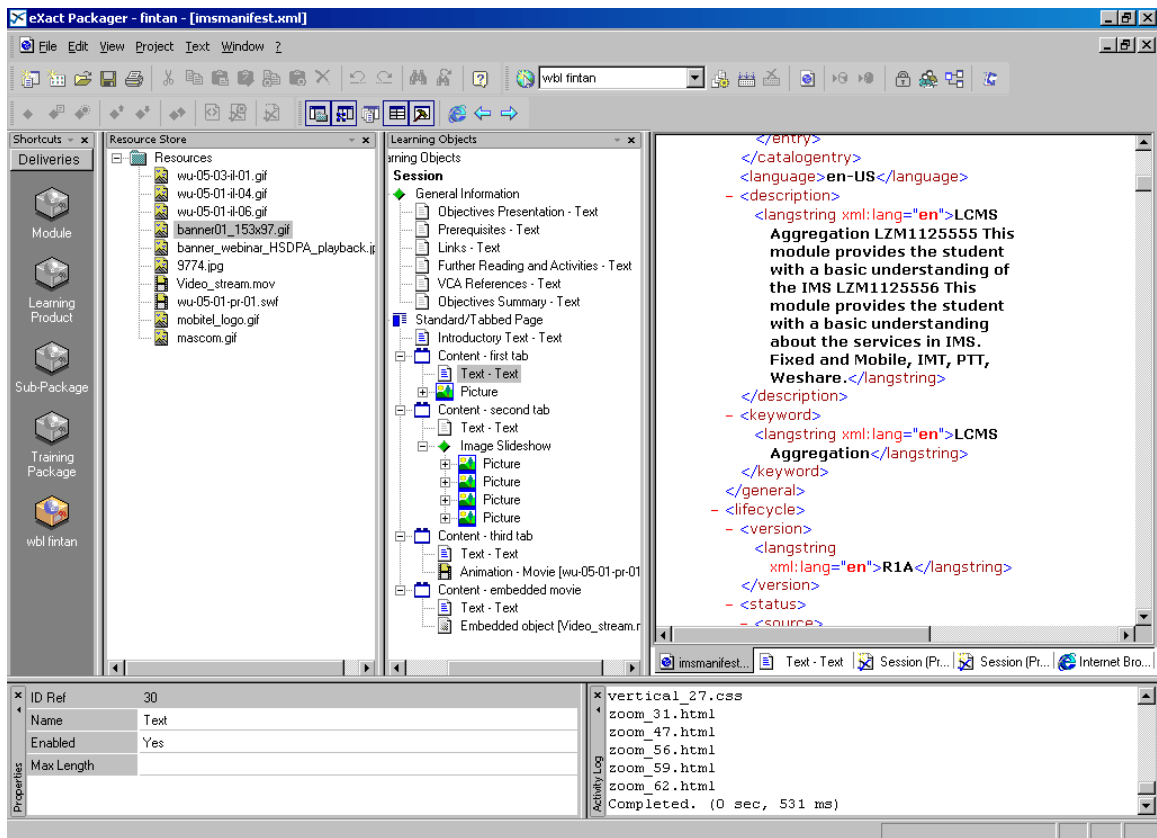 eXact Packager - fintan - [imsmanifest.xml]
File Edit View Project Text Window ?
wbl fintan
Shortcuts
Deliveries
Module
Learning
Product
Sub-Package
Training
Package
wbl fintan
Resource Store
Resources
wu-05-03-il-01.gif
wu-05-01-il-04.gif
wu-05-01-il-06.gif
banner01_153x97.gif
banner_webinar_HSDPA_playback.jp
9774.jpg
Video_stream.mov
wu-05-01-pr-01.swf
mobitel_logo.gif
mascom.gif
Learning Objects
arning Objects
Session
General Information
Objectives Presentation - Text
Prerequisites - Text
Links - Text
Further Reading and Activities - Text
VCA References - Text
Objectives Summary - Text
Standard/Tabbed Page
Introductory Text - Text
Content - first tab
Text - Text
Picture
Content - second tab
Text - Text
Image Slideshow
Picture
Picture
Picture
Picture
Content - third tab
Text - Text
Animation - Movie [wu-05-01-pr-01
Content - embedded movie
Text - Text
Embedded object [Video_stream.m
</entry>
</catalogentry>
<language>en-US</language>
- <description>
<langstring xml:lang="en">LCMS
Aggregation LZM1125555 This
module provides the student
with a basic understanding of
the IMS LZM1125556 This
module provides the student
with a basic understanding
about the services in IMS.
Fixed and Mobile, IMT, PTT,
Weshare.</langstring>
</description>
- <keyword>
<langstring xml:lang="en">LCMS
Aggregation</langstring>
</keyword>
</general>
- <lifecycle>
- <version>
<langstring
xml:lang="en">R1A</langstring>
</version>
- <status>
- <source>
imsmanifest... Text - Text Session (Pr... Session (Pr... Internet Bro...
Properties
ID Ref 30
Name Text
Enabled Yes
Max Length
Activity Log
vertical_27.css
zoom_31.html
zoom_47.html
zoom_56.html
zoom_59.html
zoom_62.html
Completed. (0 sec, 531 ms)